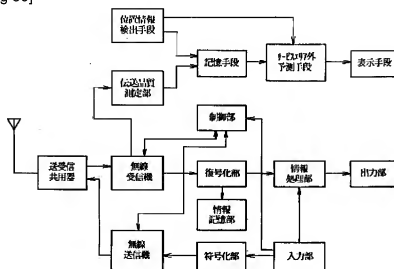 位置情報
検出手段
記憶手段
サービスエリア外
予測手段
表示手段
伝送品質
測定部
制御部
送受信
共用器
無線
受信機
復号化部
情報
処理部
出力部
情報
記憶部
無線
送信機
符号化部
入力部